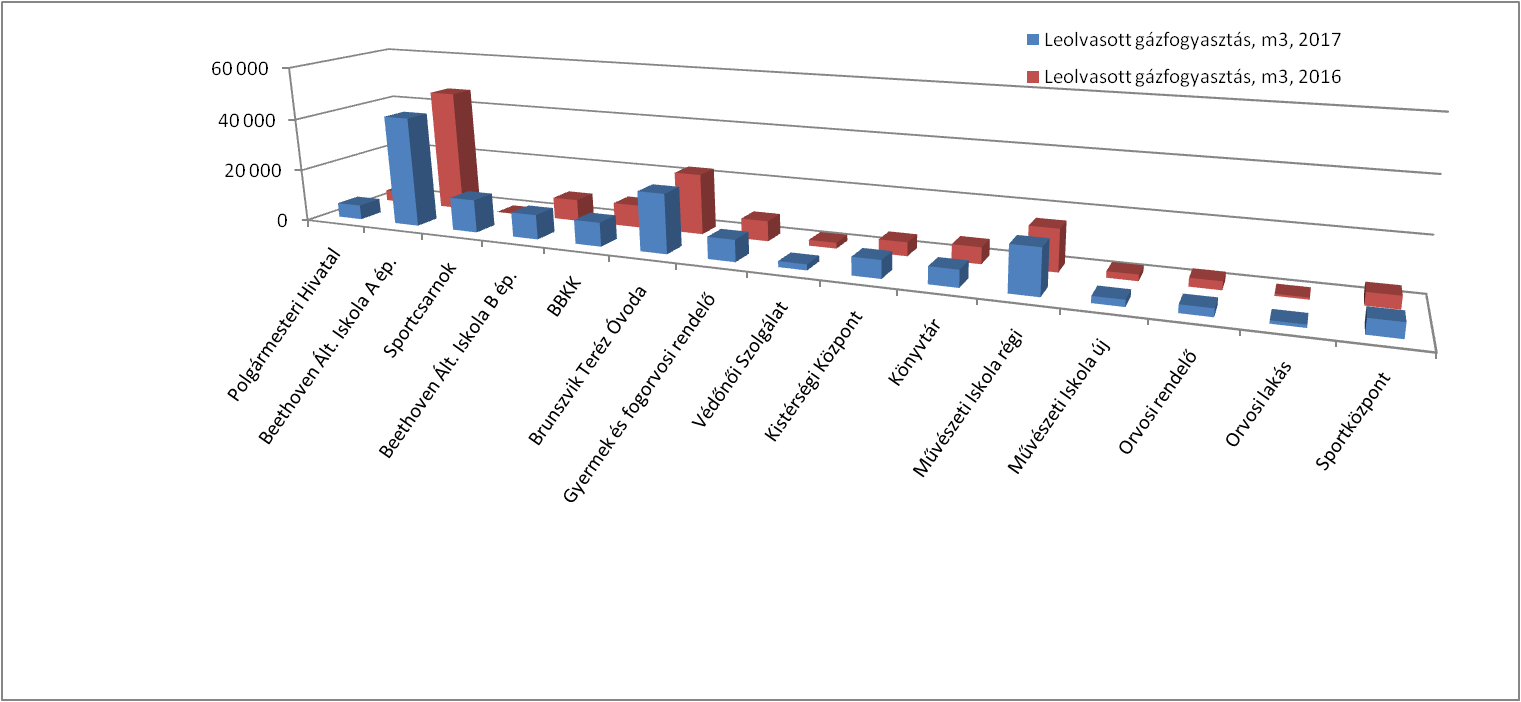 Leolvasott gázfogyasztás, m3, 2017
Leolvasott gázfogyasztás, m3, 2016
60 000
40 000
20 000
0
Polgármesteri Hivatal
Beethoven Ált. Iskola A ép.
Sportcsarnok
Beethoven Ált. Iskola B ép.
BBKK
Brunszvik Teréz Óvoda
Gyermek és fogorvosi rendelő
Védőnői Szolgálat
Kistérségi Központ
Könyvtár
Művészeti Iskola régi
Művészeti Iskola új
Orvosi rendelő
Orvosi lakás
Sportközpont